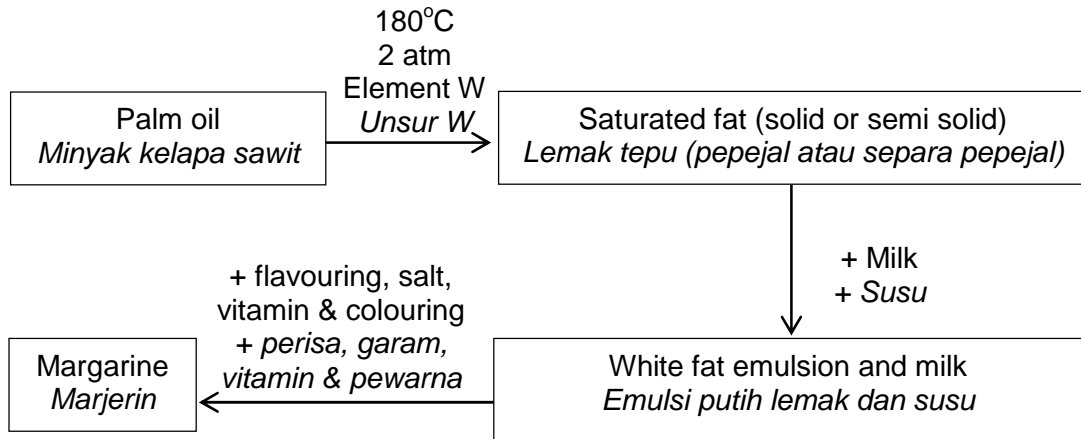 180°C
2 atm
Element W
Unsur W
Palm oil
Minyak kelapa sawit
Saturated fat (solid or semi solid)
Lemak tepu (pepejal atau separa pepejal)
+ Milk
+ Susu
White fat emulsion and milk
Emulsi putih lemak dan susu
+ flavouring, salt,
vitamin & colouring
+ perisa, garam,
vitamin & pewarna
Margarine
Marjerin